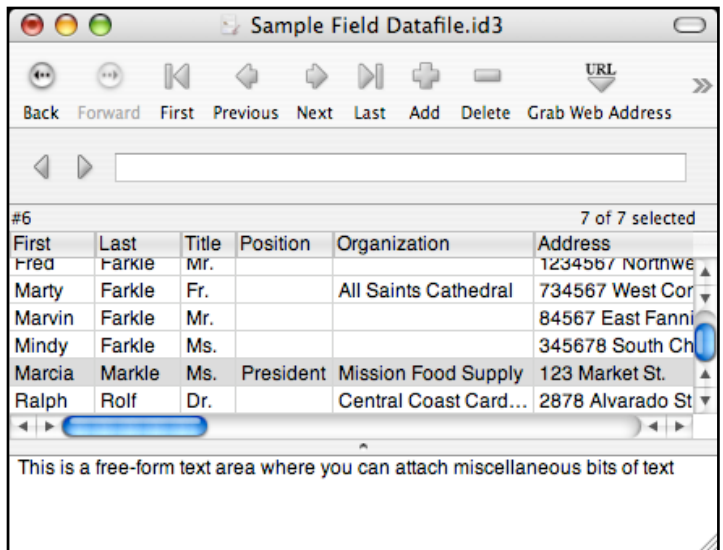 Sample Field Datafile.id3
URL
Back Forward First Previous Next Last Add Delete Grab Web Address
#6 7 of 7 selected
First Last Title Position Organization Address
Fred Farkle Mr. 1234567 Northwe
Marty Farkle Fr. All Saints Cathedral 734567 West Cor
Marvin Farkle Mr. 84567 East Fanni
Mindy Farkle Ms. 345678 South Ch
Marcia Markle Ms. President Mission Food Supply 123 Market St.
Ralph Rolf Dr. Central Coast Card... 2878 Alvarado St
This is a free-form text area where you can attach miscellaneous bits of text